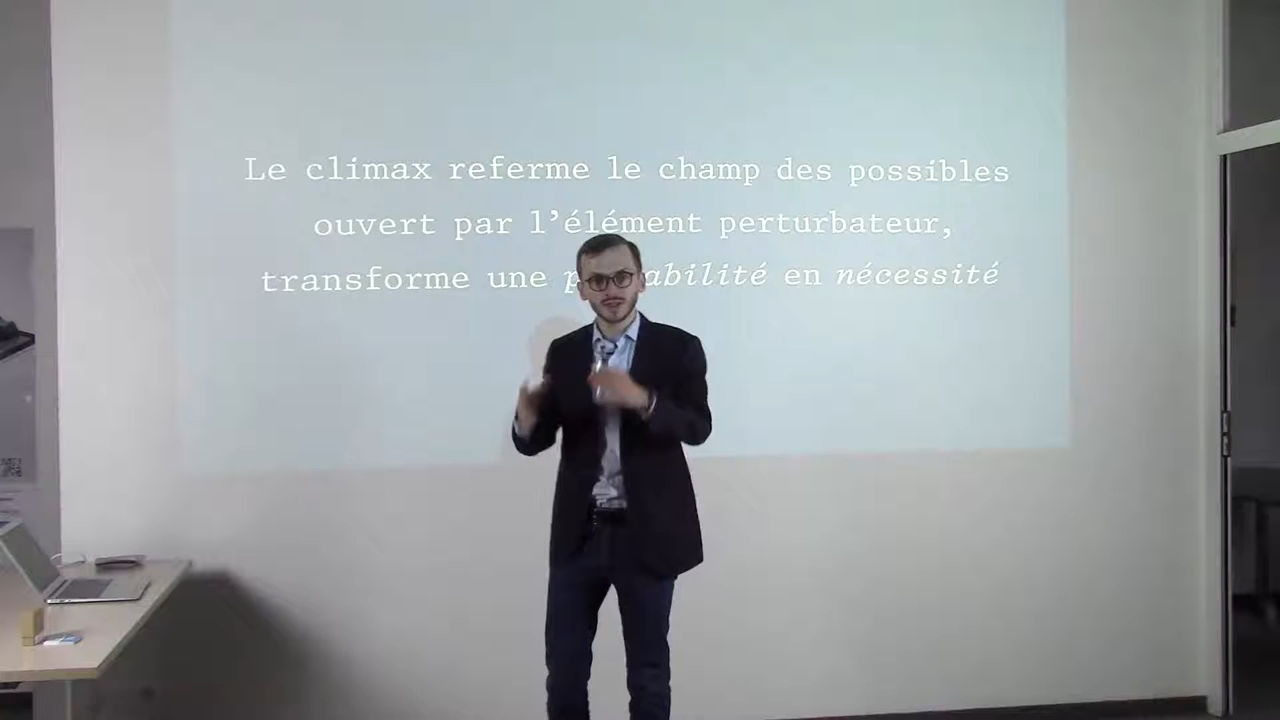 Le climax referme le champ des possibles
ouvert par l'élément perturbateur,
transforme une en nécessité